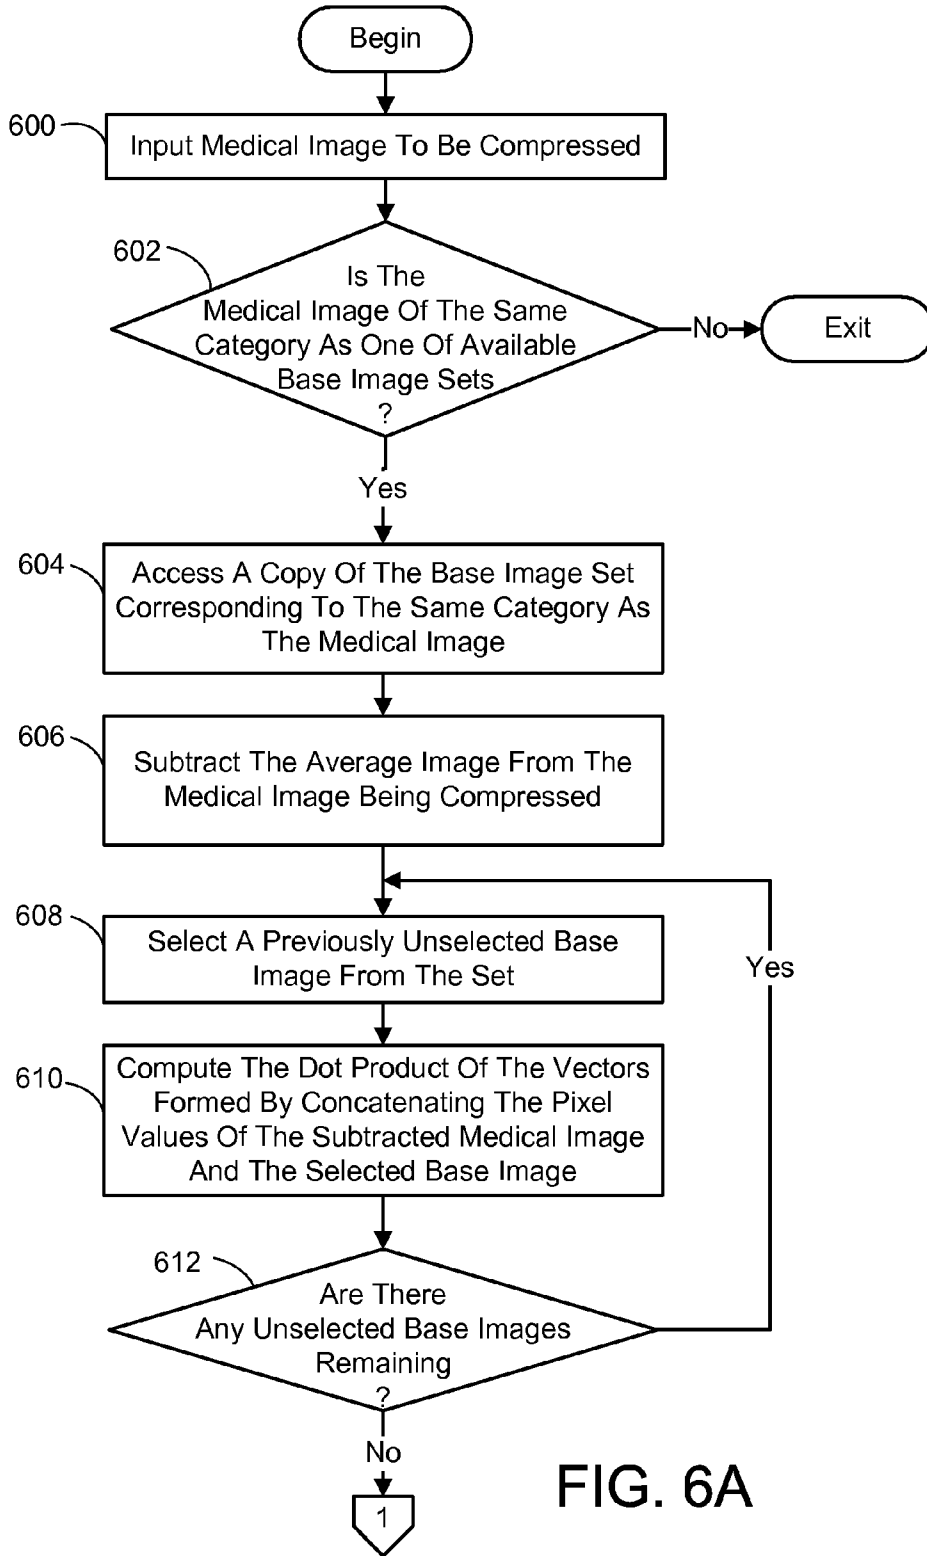 Begin
600
Input Medical Image To Be Compressed
602
Is The
Medical Image Of The Same
Category As One Of Available
Base Image Sets
?
No
Exit
Yes
604
Access A Copy Of The Base Image Set
Corresponding To The Same Category As
The Medical Image
606
Subtract The Average Image From The
Medical Image Being Compressed
608
Select A Previously Unselected Base
Image From The Set
Yes
610
Compute The Dot Product Of The Vectors
Formed By Concatenating The Pixel
Values Of The Subtracted Medical Image
And The Selected Base Image
612
Are There
Any Unselected Base Images
Remaining
?
No
1
FIG. 6A